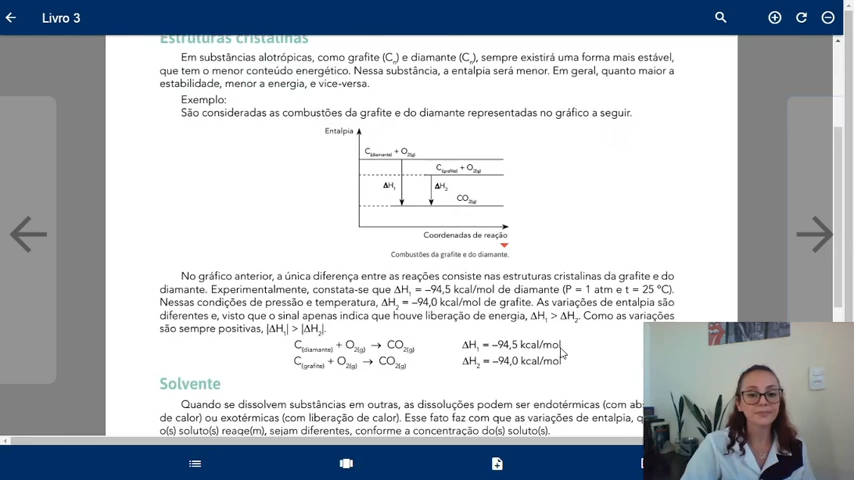 Livro 3
Estruturas cristalinas
Em substâncias alotrópicas, como grafite (Cn) e diamante (Cn), sempre existirá uma forma mais estável,
que tem o menor conteúdo energético. Nessa substância, a entalpia será menor. Em geral, quanto maior a
estabilidade, menor a energia, e vice-versa.
Exemplo:
São consideradas as combustões da grafite e do diamante representadas no gráfico a seguir.
Entalpia
C(diamante) + O2(g)
C(grafite) + O2(g)
ΔH1
ΔH2
CO2(g)
Coordenadas de reação
Combustões da grafite e do diamante.
No gráfico anterior, a única diferença entre as reações consiste nas estruturas cristalinas da grafite e do
diamante. Experimentalmente, constata-se que ΔH1 = –94,5 kcal/mol de diamante (P = 1 atm e t = 25 ºC).
Nessas condições de pressão e temperatura, ΔH2 = –94,0 kcal/mol de grafite. As variações de entalpia são
diferentes e, visto que o sinal apenas indica que houve liberação de energia, ΔH1 > ΔH2. Como as variações
são sempre positivas, |ΔH1| > |ΔH2|.
C(diamante) + O2(g) → CO2(g) ΔH1 = –94,5 kcal/mol
C(grafite) + O2(g) → CO2(g) ΔH2 = –94,0 kcal/mol
Solvente
Quando se dissolvem substâncias em outras, as dissoluções podem ser endotérmicas (com
de calor) ou exotérmicas (com liberação de calor). Esse fato faz com que as variações de entalpia,
o(s) soluto(s) reage(m), sejam diferentes, conforme a concentração do(s) soluto(s).